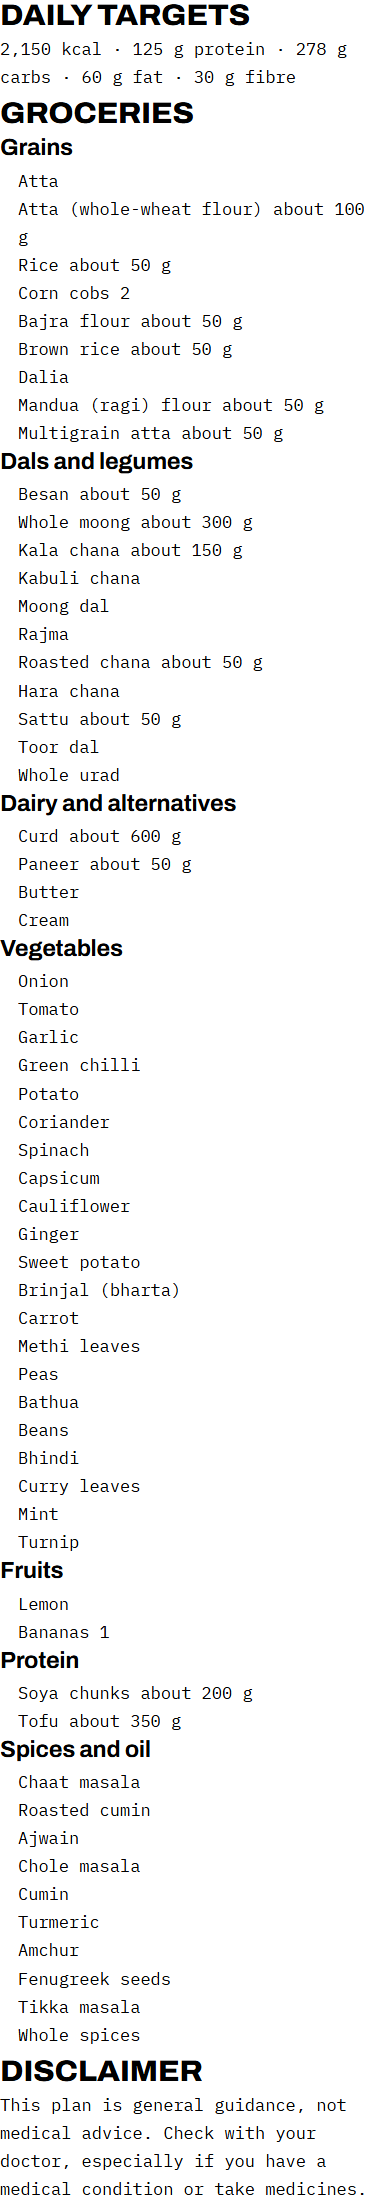 DAILY TARGETS
2,150 kcal · 125 g protein · 278 g
carbs · 60 g fat · 30 g fibre
GROCERIES
Grains
Atta
Atta (whole-wheat flour) about 100
g
Rice about 50 g
Corn cobs 2
Bajra flour about 50 g
Brown rice about 50 g
Dalia
Mandua (ragi) flour about 50 g
Multigrain atta about 50 g
Dals and legumes
Besan about 50 g
Whole moong about 300 g
Kala chana about 150 g
Kabuli chana
Moong dal
Rajma
Roasted chana about 50 g
Hara chana
Sattu about 50 g
Toor dal
Whole urad
Dairy and alternatives
Curd about 600 g
Paneer about 50 g
Butter
Cream
Vegetables
Onion
Tomato
Garlic
Green chilli
Potato
Coriander
Spinach
Capsicum
Cauliflower
Ginger
Sweet potato
Brinjal (bharta)
Carrot
Methi leaves
Peas
Bathua
Beans
Bhindi
Curry leaves
Mint
Turnip
Fruits
Lemon
Bananas 1
Protein
Soya chunks about 200 g
Tofu about 350 g
Spices and oil
Chaat masala
Roasted cumin
Ajwain
Chole masala
Cumin
Turmeric
Amchur
Fenugreek seeds
Tikka masala
Whole spices
DISCLAIMER
This plan is general guidance, not
medical advice. Check with your
doctor, especially if you have a
medical condition or take medicines.